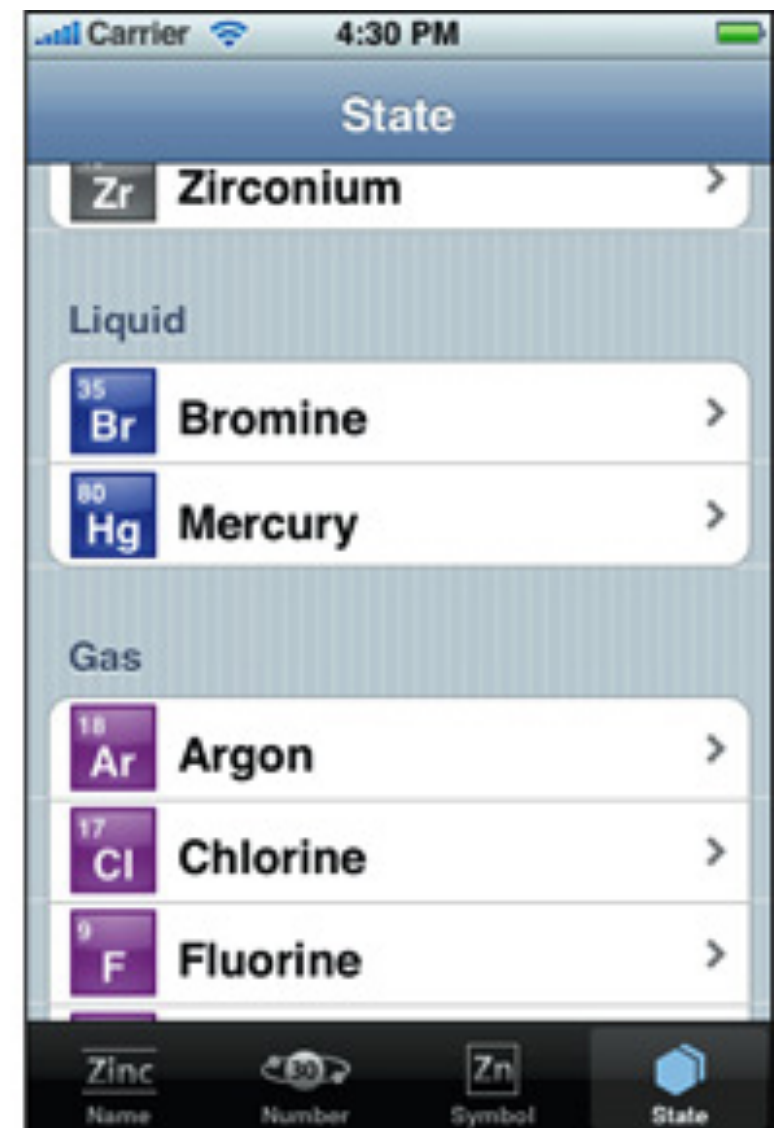 Carrier 4:30 PM
State
Zr Zirconium
Liquid
35
Br Bromine
80
Hg Mercury
Gas
18
Ar Argon
17
Cl Chlorine
9
F Fluorine
Zinc 30 Zn
Name Number Symbol State